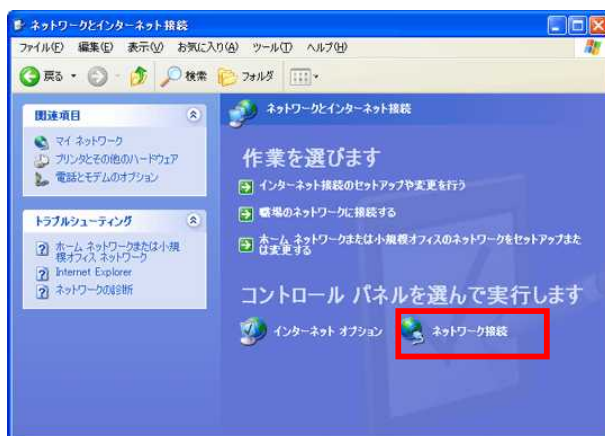 ネットワークとインターネット接続
ファイル(F) 編集(E) 表示(V) お気に入り(A) ツール(T) ヘルプ(H)
戻る 検索 フォルダ
関連項目
マイ ネットワーク
プリンタとその他のハードウェア
電話とモデムのオプション
トラブルシューティング
ホーム ネットワークまたは小規
模オフィス ネットワーク
Internet Explorer
ネットワークの診断
ネットワークとインターネット接続
作業を選びます
インターネット接続のセットアップや変更を行う
職場のネットワークに接続する
ホーム ネットワークまたは小規模オフィスのネットワークをセットアップまた
は変更する
コントロール パネルを選んで実行します
インターネット オプション ネットワーク接続